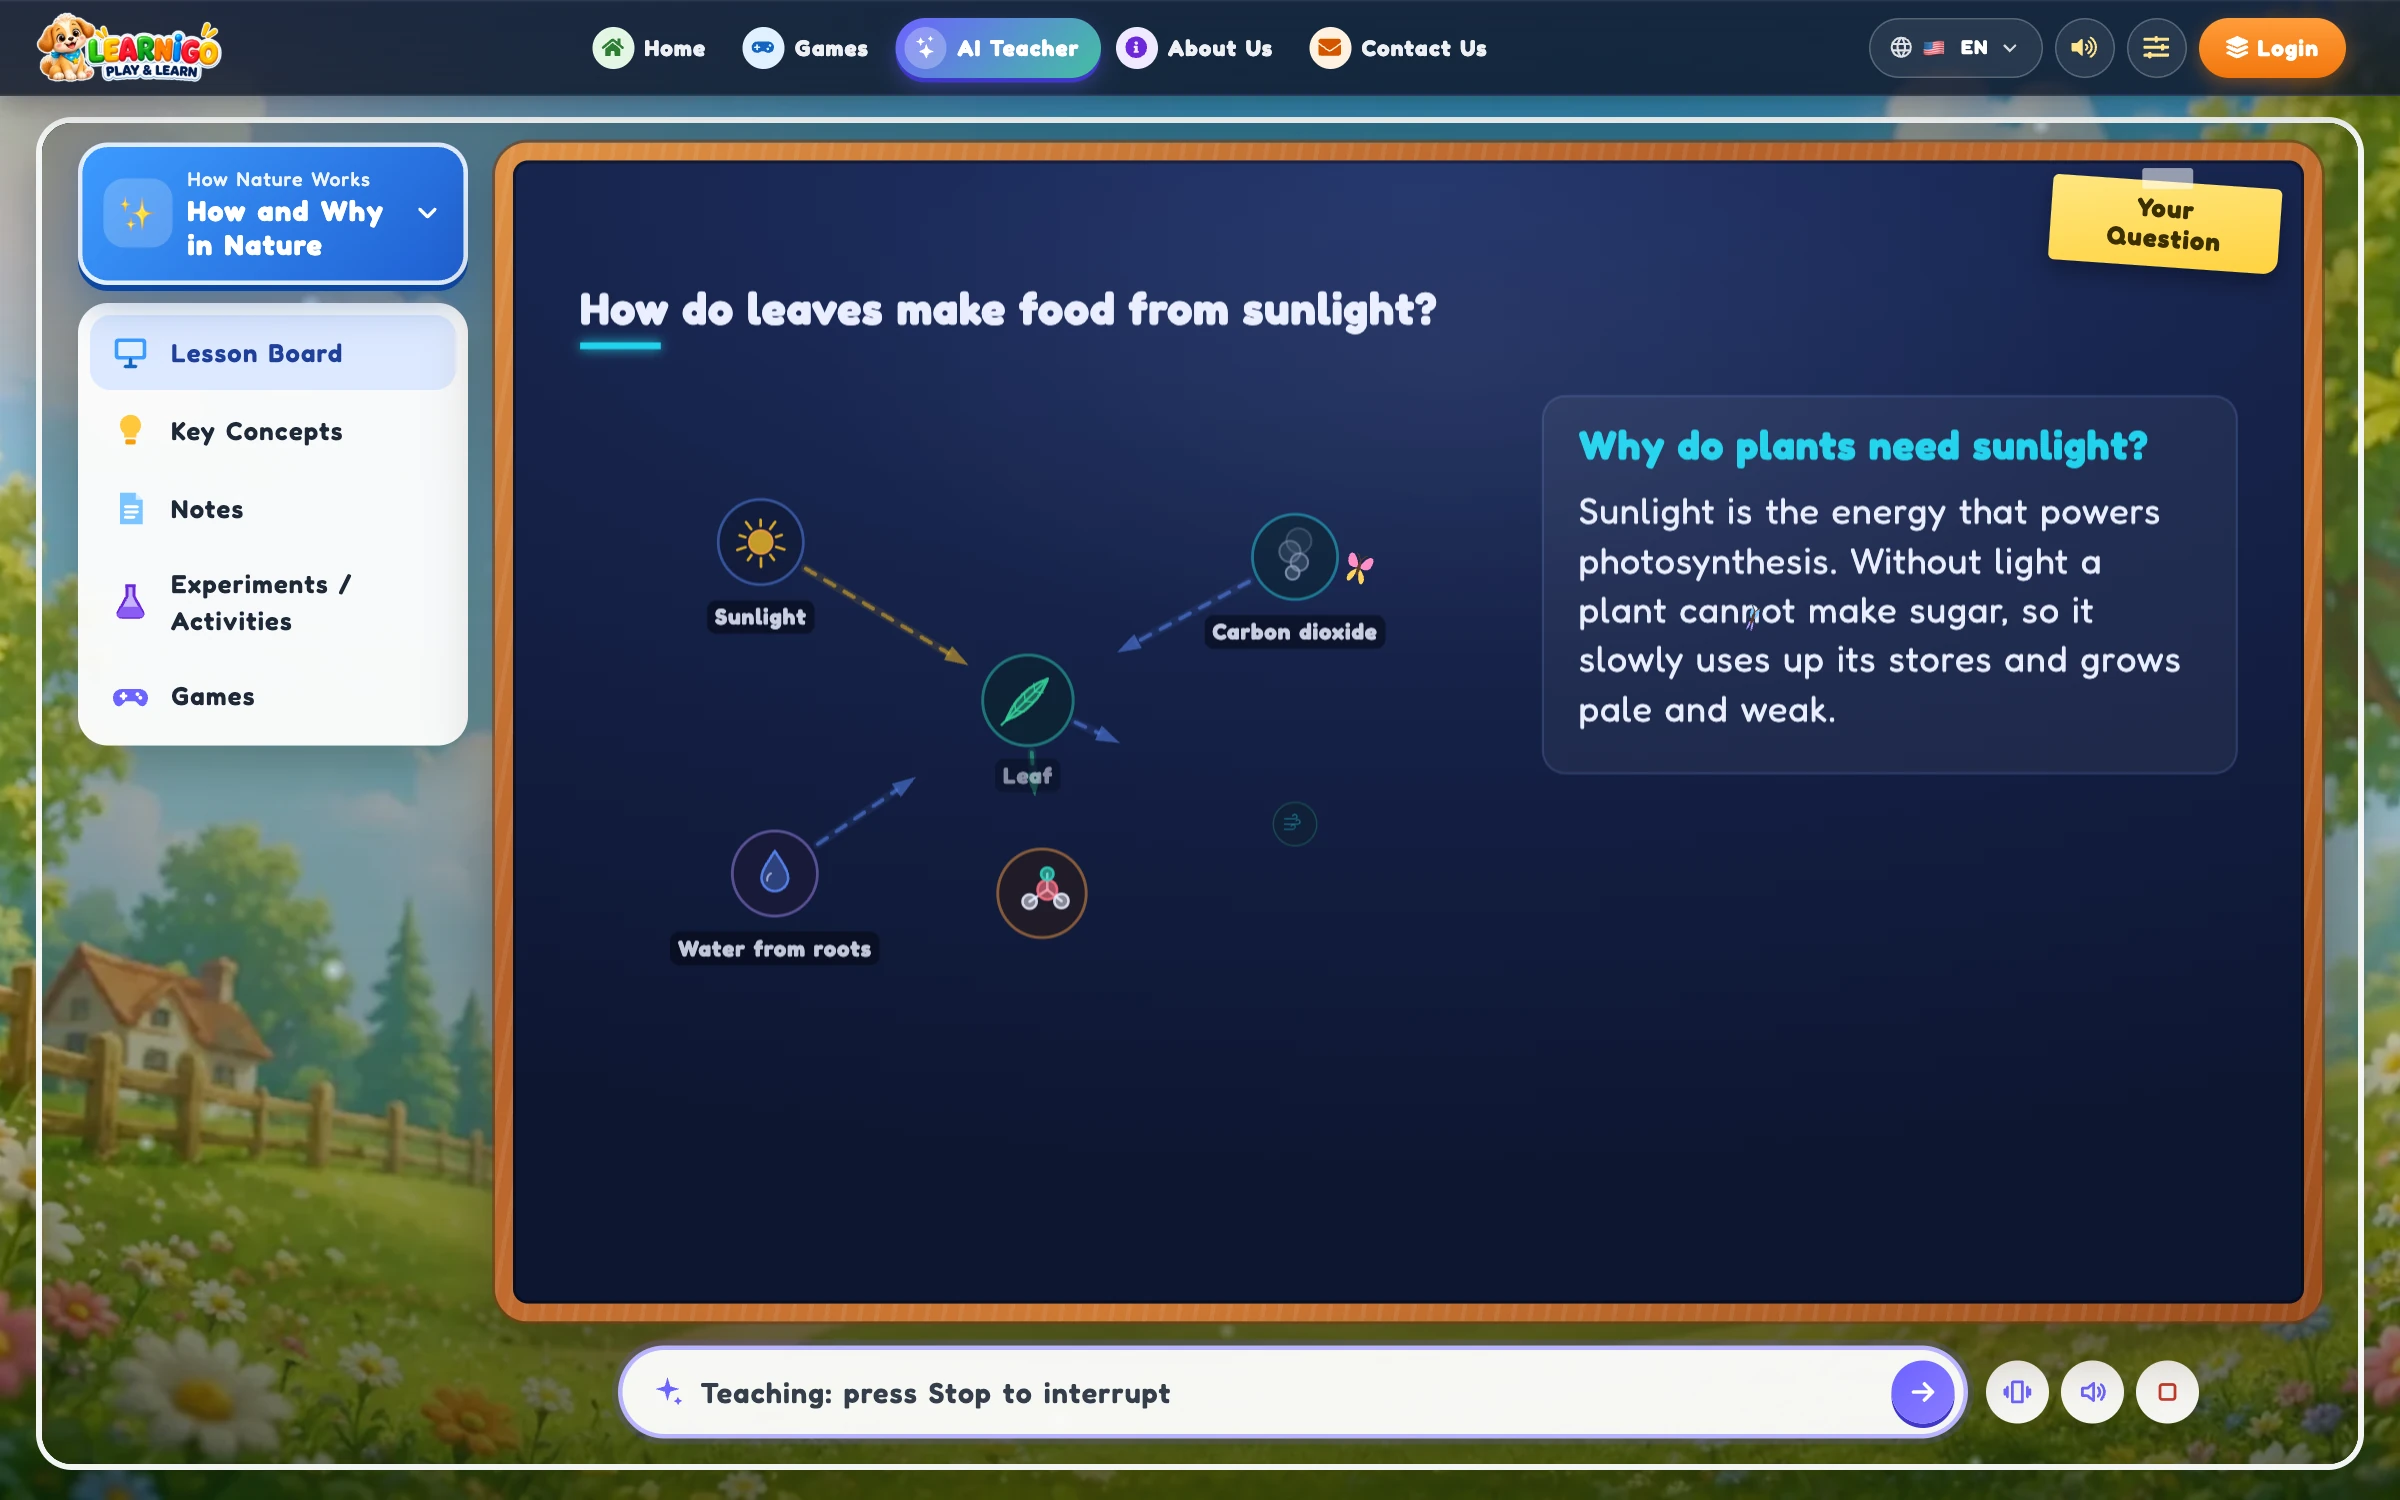 LEARNIGO
PLAY & LEARN
Home
Games
AI Teacher
About Us
Contact Us
EN
Login
How Nature Works
How and Why
in Nature
Lesson Board
Key Concepts
Notes
Experiments /
Activities
Games
Your
Question
How do leaves make food from sunlight?
Sunlight
Carbon dioxide
Leaf
Water from roots
Why do plants need sunlight?
Sunlight is the energy that powers
photosynthesis. Without light a
plant cannot make sugar, so it
slowly uses up its stores and grows
pale and weak.
Teaching: press Stop to interrupt